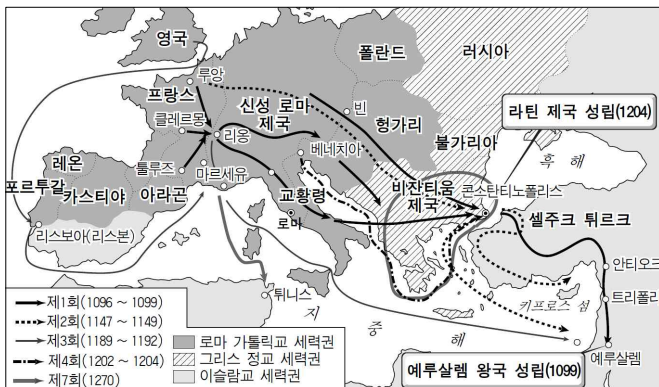 영국
폴란드
러시아
루앙
프랑스
신성 로마
제국
빈
헝가리
클레르몽
리옹
라틴 제국 성립(1204)
베네치아
불가리아
흑해
레온
툴루즈
마르세유
포르투갈
카스티야
아라곤
교황령
비잔티움
제국
콘스탄티노폴리스
로마
셀주크 튀르크
리스보아(리스본)
안티오크
튀니스
트리폴리
키프로스 섬
지중해
예루살렘
예루살렘 왕국 성립(1099)
제1회(1096 ~ 1099)
제2회(1147 ~ 1149)
제3회(1189 ~ 1192)
제4회(1202 ~ 1204)
제7회(1270)
로마 가톨릭교 세력권
그리스 정교 세력권
이슬람교 세력권